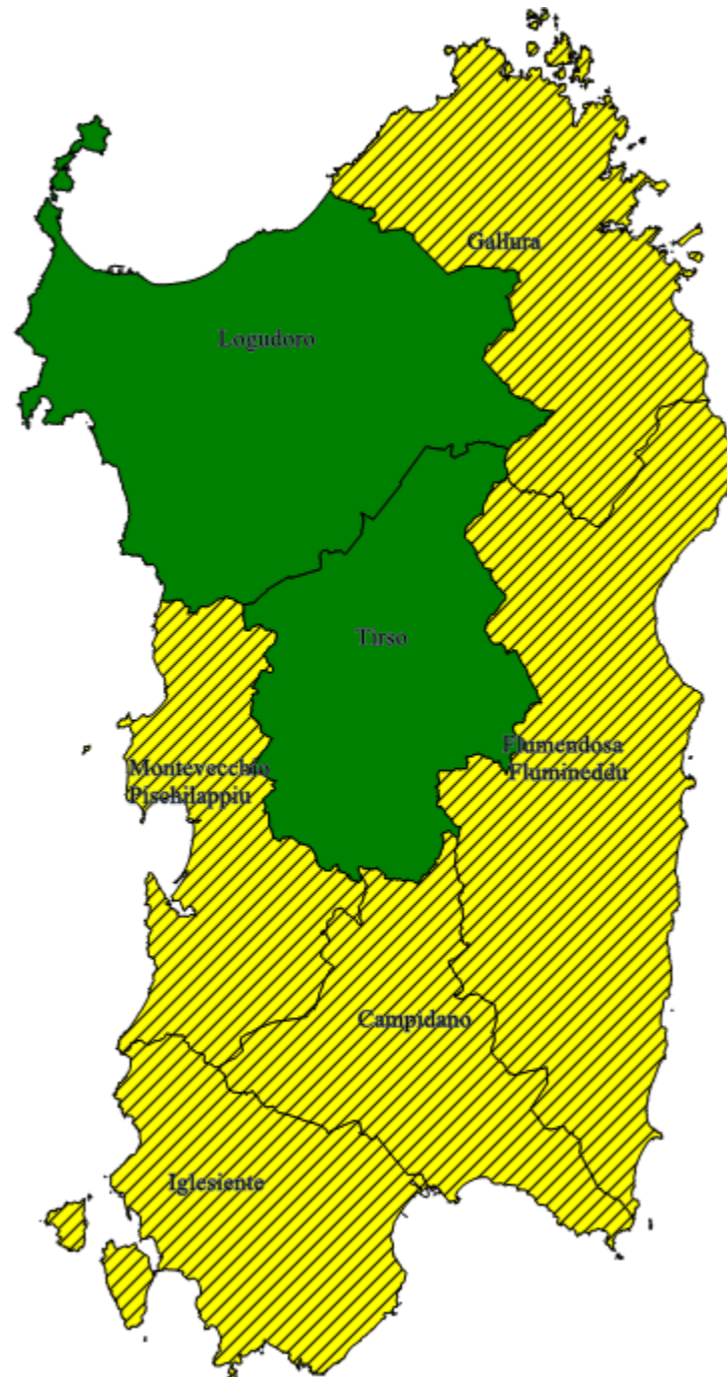 Gallura
Logudoro
Tirso
Flumendosa
Flumineddu
Montevecchio
Pischilappiu
Campidano
Iglesiente